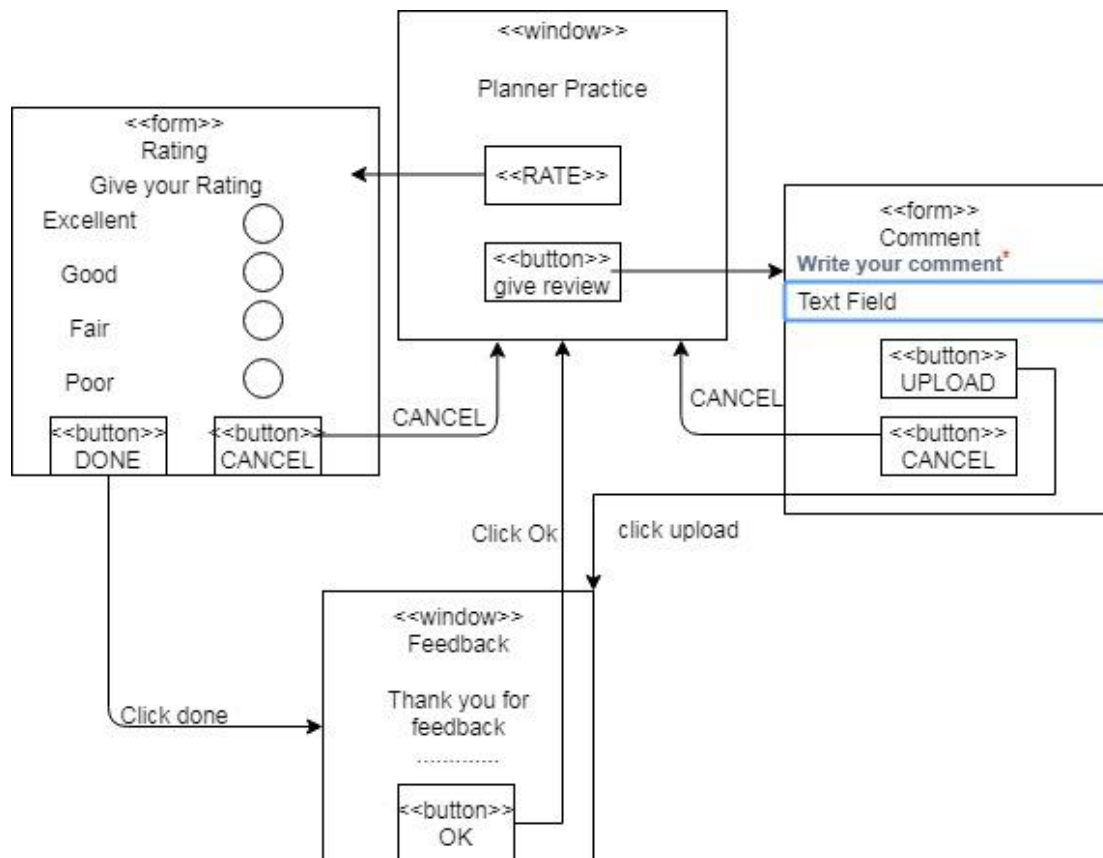 <<window>>
Planner Practice
<<RATE>>
<<button>>
give review
<<form>>
Rating
Give your Rating
Excellent
Good
Fair
Poor
<<button>>
DONE
<<button>>
CANCEL
CANCEL
<<form>>
Comment
Write your comment*
Text Field
<<button>>
UPLOAD
<<button>>
CANCEL
CANCEL
Click Ok
click upload
Click done
<<window>>
Feedback
Thank you for
feedback
.............
<<button>>
OK